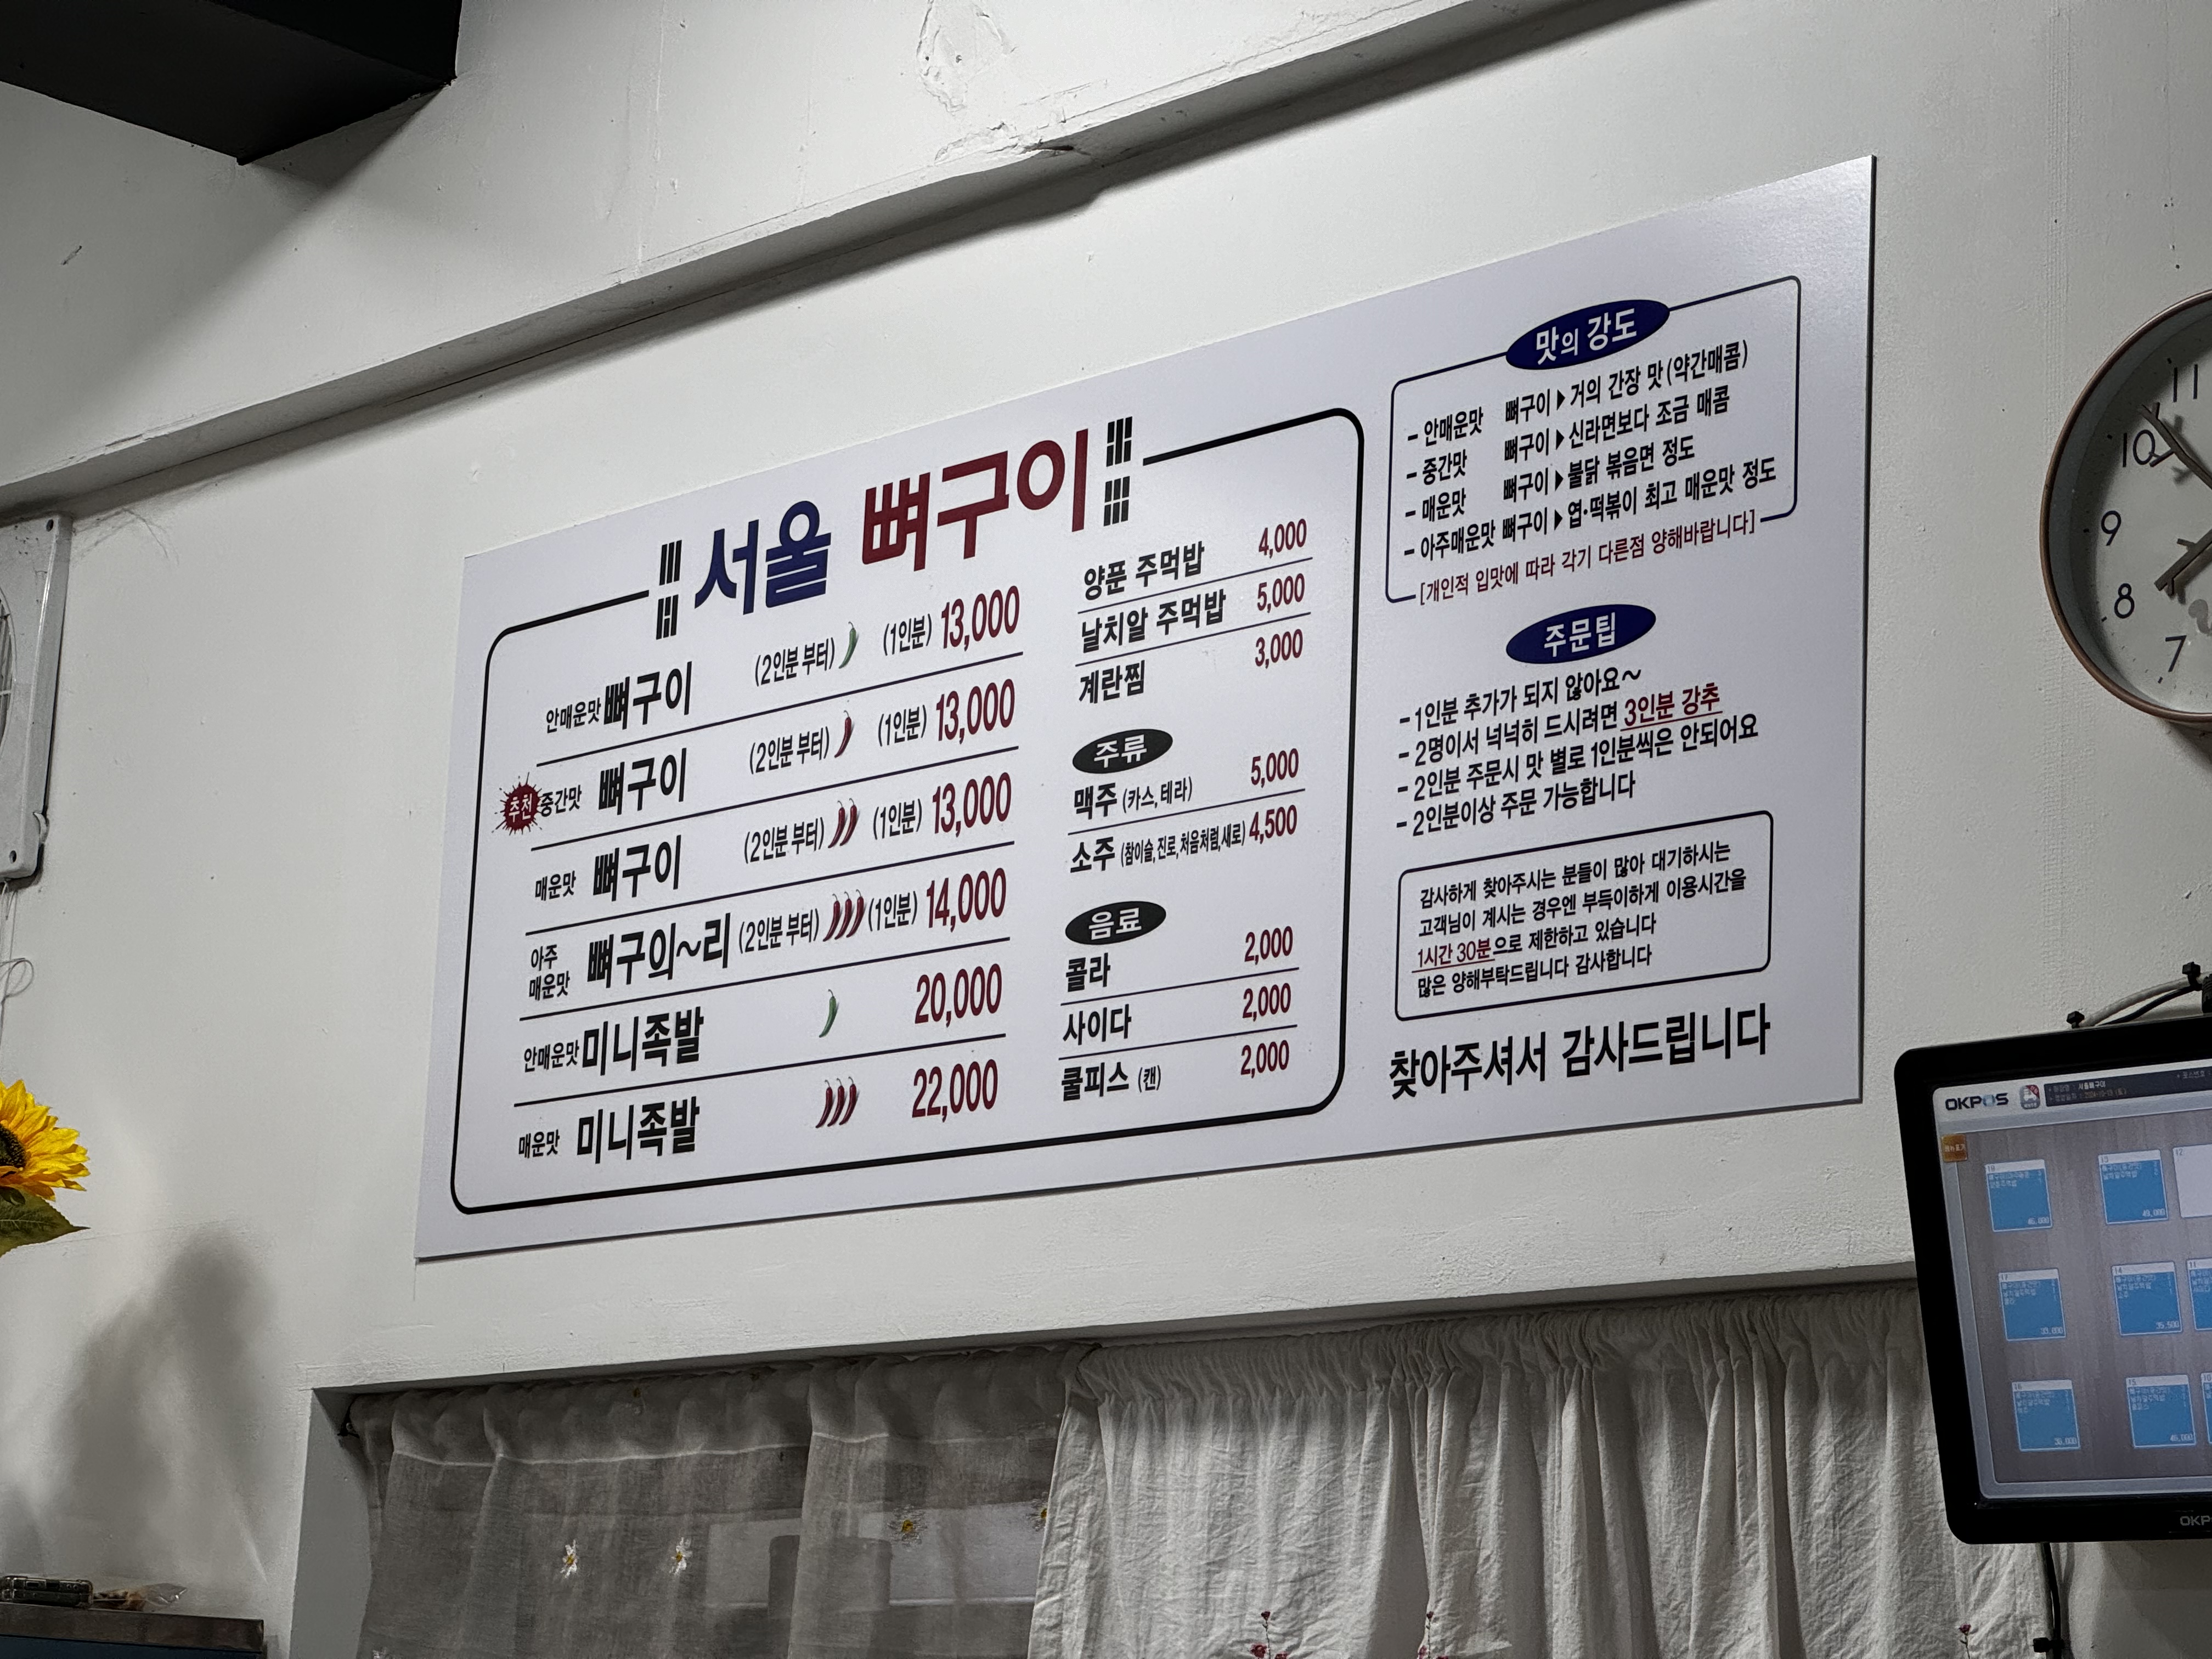 서울 뼈구이
안매운맛 뼈구이 (2인분 부터) (1인분) 13,000
추천 중간맛 뼈구이 (2인분 부터) (1인분) 13,000
매운맛 뼈구이 (2인분 부터) (1인분) 13,000
아주 매운맛 뼈구의~리 (2인분 부터) (1인분) 14,000
안매운맛 미니족발 20,000
매운맛 미니족발 22,000
양푼 주먹밥 4,000
날치알 주먹밥 5,000
계란찜 3,000
주류
맥주 (카스, 테라) 5,000
소주 (참이슬, 진로, 처음처럼, 새로) 4,500
음료
콜라 2,000
사이다 2,000
쿨피스 (캔) 2,000
맛의 강도
- 안매운맛 뼈구이 ▶ 거의 간장 맛 (약간매콤)
- 중간맛 뼈구이 ▶ 신라면보다 조금 매콤
- 매운맛 뼈구이 ▶ 불닭 볶음면 정도
- 아주매운맛 뼈구이 ▶ 엽·떡볶이 최고 매운맛 정도
[개인적 입맛에 따라 각기 다른점 양해바랍니다]
주문팁
- 1인분 추가가 되지 않아요~
- 2명이서 넉넉히 드시려면 3인분 강추
- 2인분 주문시 맛 별로 1인분씩은 안되어요
- 2인분이상 주문 가능합니다
감사하게 찾아주시는 분들이 많아 대기하시는
고객님이 계시는 경우엔 부득이하게 이용시간을
1시간 30분으로 제한하고 있습니다
많은 양해부탁드립니다 감사합니다
찾아주셔서 감사드립니다
11
10
9
8
7
OKPOS